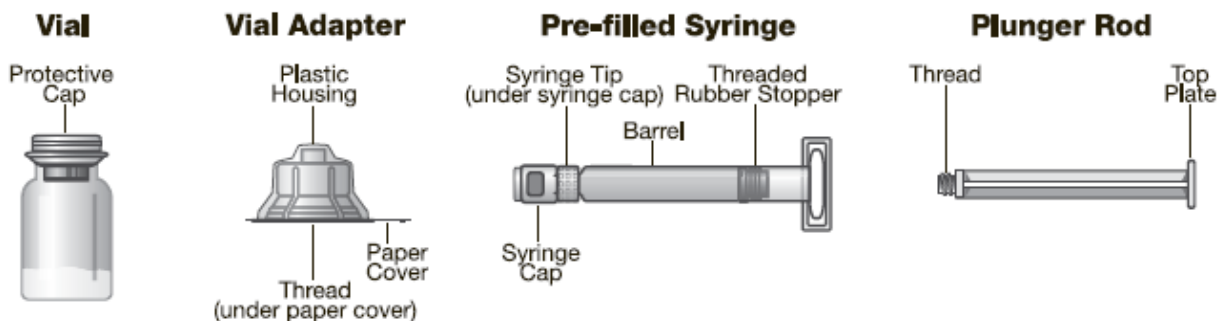 Vial
Protective
Cap
Vial Adapter
Plastic
Housing
Paper
Cover
Thread
(under paper cover)
Pre-filled Syringe
Syringe Tip
(under syringe cap)
Threaded
Rubber Stopper
Barrel
Syringe
Cap
Plunger Rod
Thread
Top
Plate